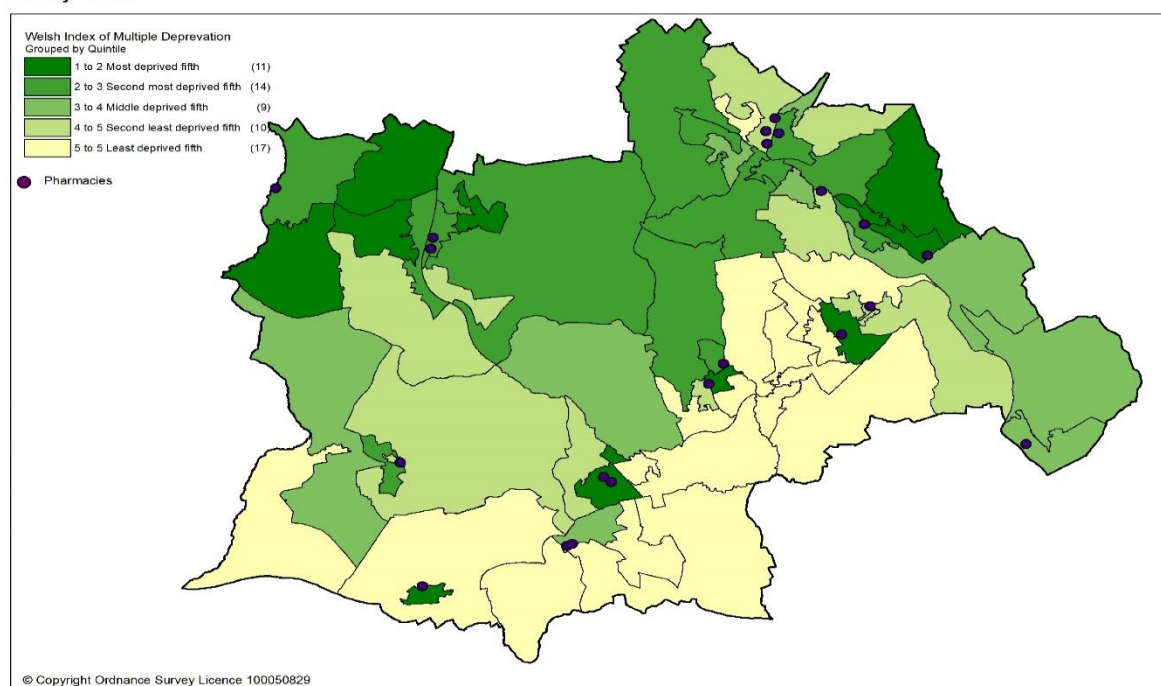 Welsh Index of Multiple Deprevation
Grouped by Quintile
1 to 2 Most deprived fifth (11)
2 to 3 Second most deprived fifth (14)
3 to 4 Middle deprived fifth (9)
4 to 5 Second least deprived fifth (10)
5 to 5 Least deprived fifth (17)
Pharmacies
© Copyright Ordnance Survey Licence 100050829